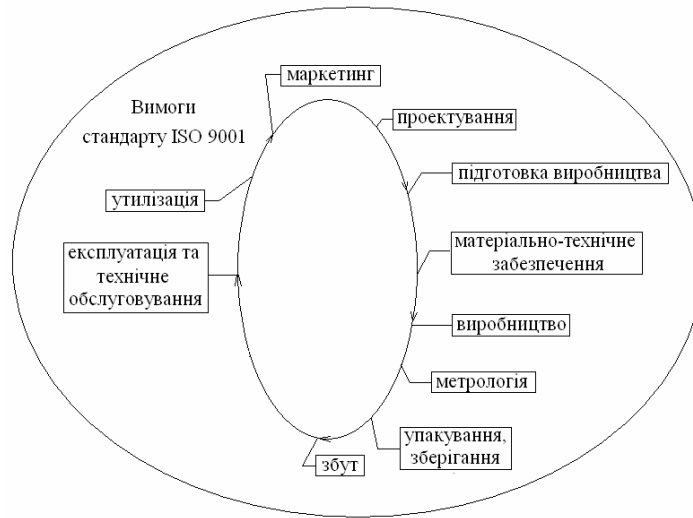 маркетинг
Вимоги
стандарту ISO 9001
проектування
підготовка виробництва
утилізація
матеріально-технічне
забезпечення
експлуатація та
технічне
обслуговування
виробництво
метрологія
упакування,
зберігання
збут